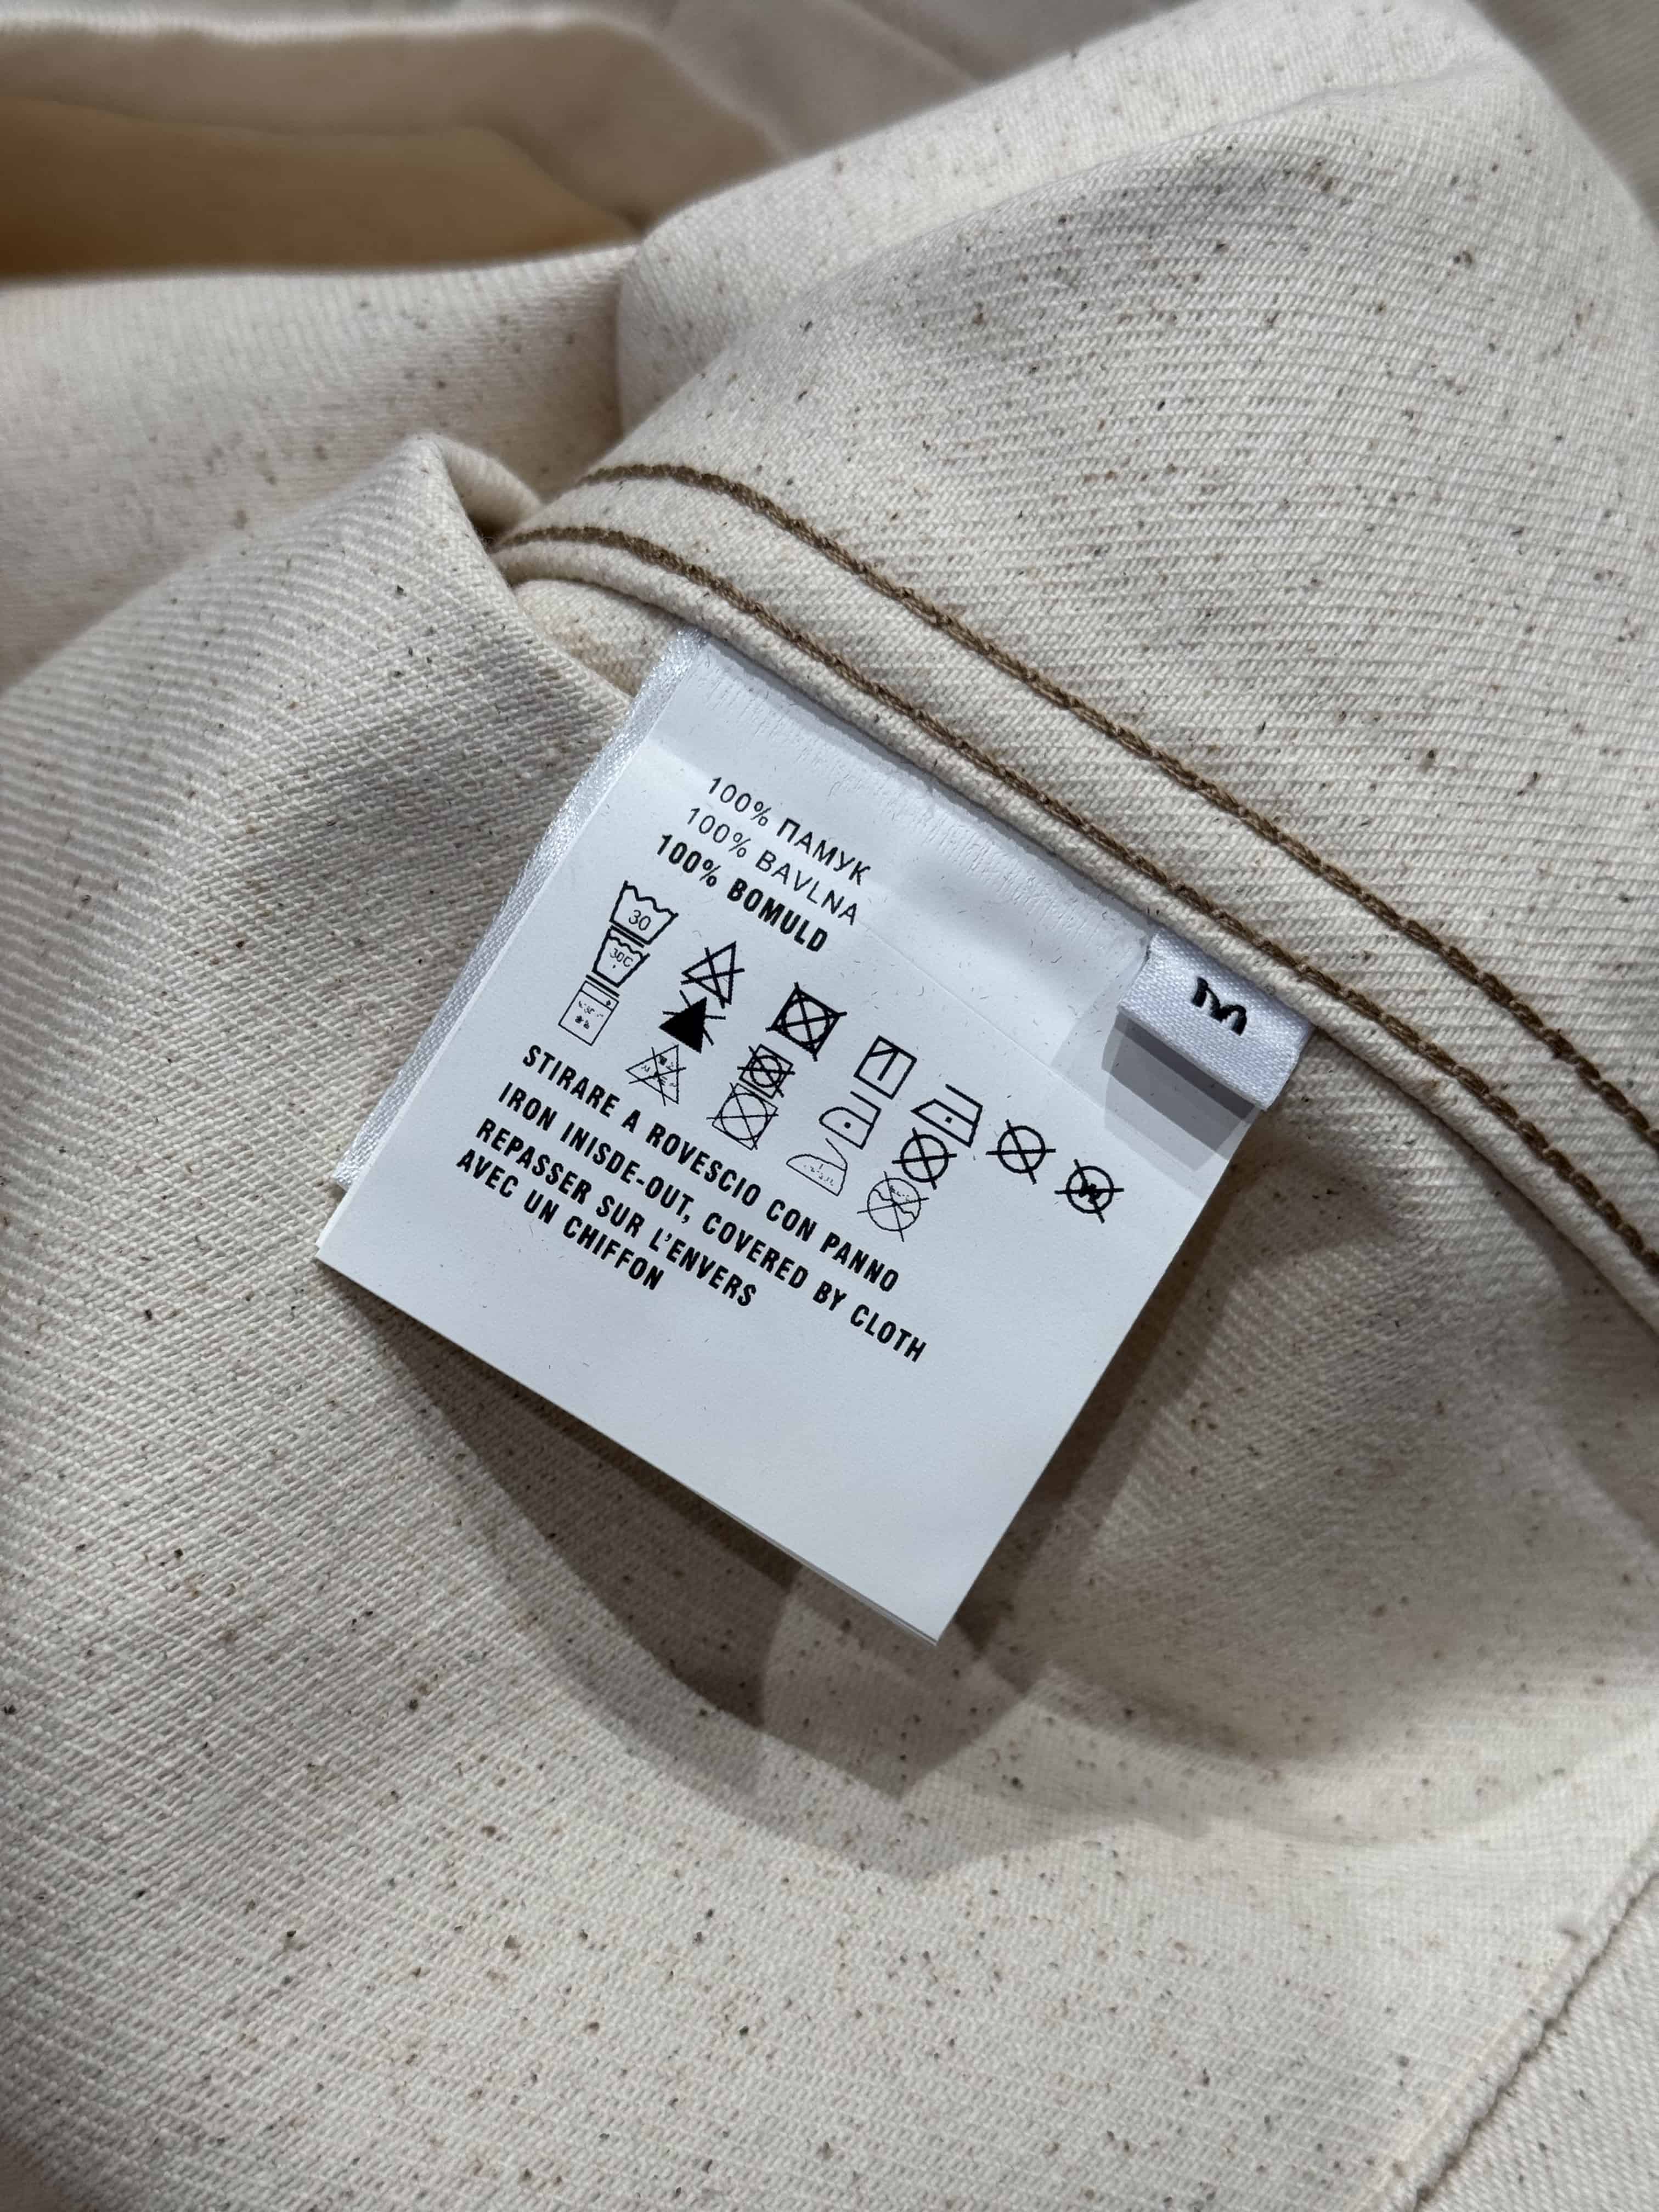 100% ПАМУК
100% BAVLNA
100% BOMULD
30
30C
STIRARE A ROVESCIO CON PANNO
IRON INISDE-OUT, COVERED BY CLOTH
REPASSER SUR L'ENVERS
AVEC UN CHIFFON
M